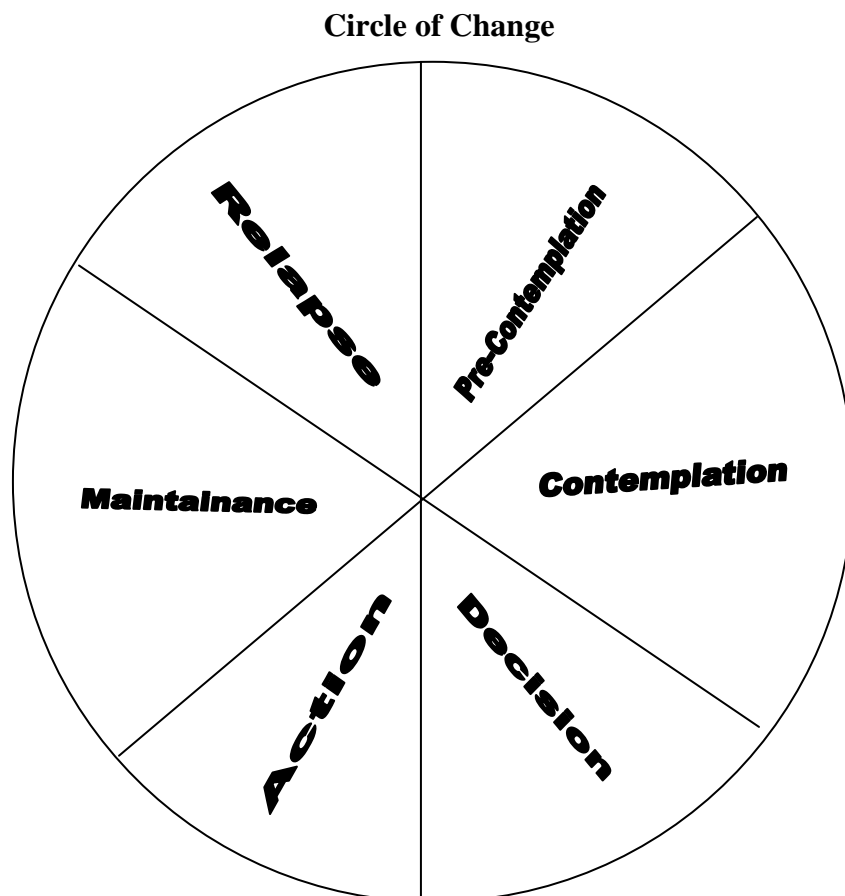 Circle of Change
Pre-Contemplation
Contemplation
Decision
Action
Maintainance
Relapse